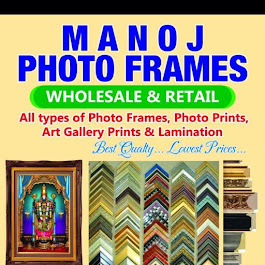 MANOJ
PHOTO FRAMES
WHOLESALE & RETAIL
All types of Photo Frames, Photo Prints,
Art Gallery Prints & Lamination
Best Qualty... Lowest Prices...